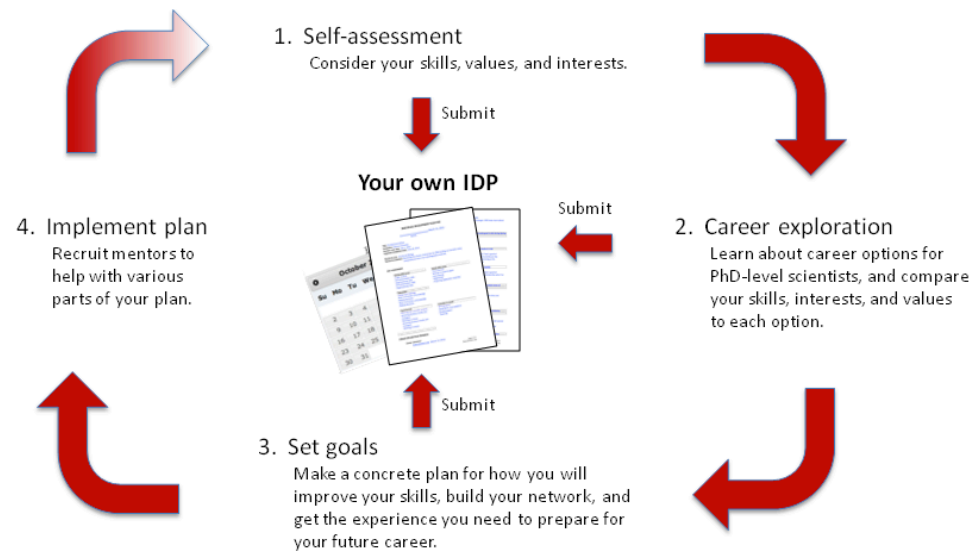 1. Self-assessment
Consider your skills, values, and interests.
Submit
Your own IDP
Submit
2. Career exploration
Learn about career options for
PhD-level scientists, and compare
your skills, interests, and values
to each option.
4. Implement plan
Recruit mentors to
help with various
parts of your plan.
October
Su Mo Tu We
2 3 4
9 10 11
16 17 18
23 24 25
30 31
Submit
3. Set goals
Make a concrete plan for how you will
improve your skills, build your network, and
get the experience you need to prepare for
your future career.